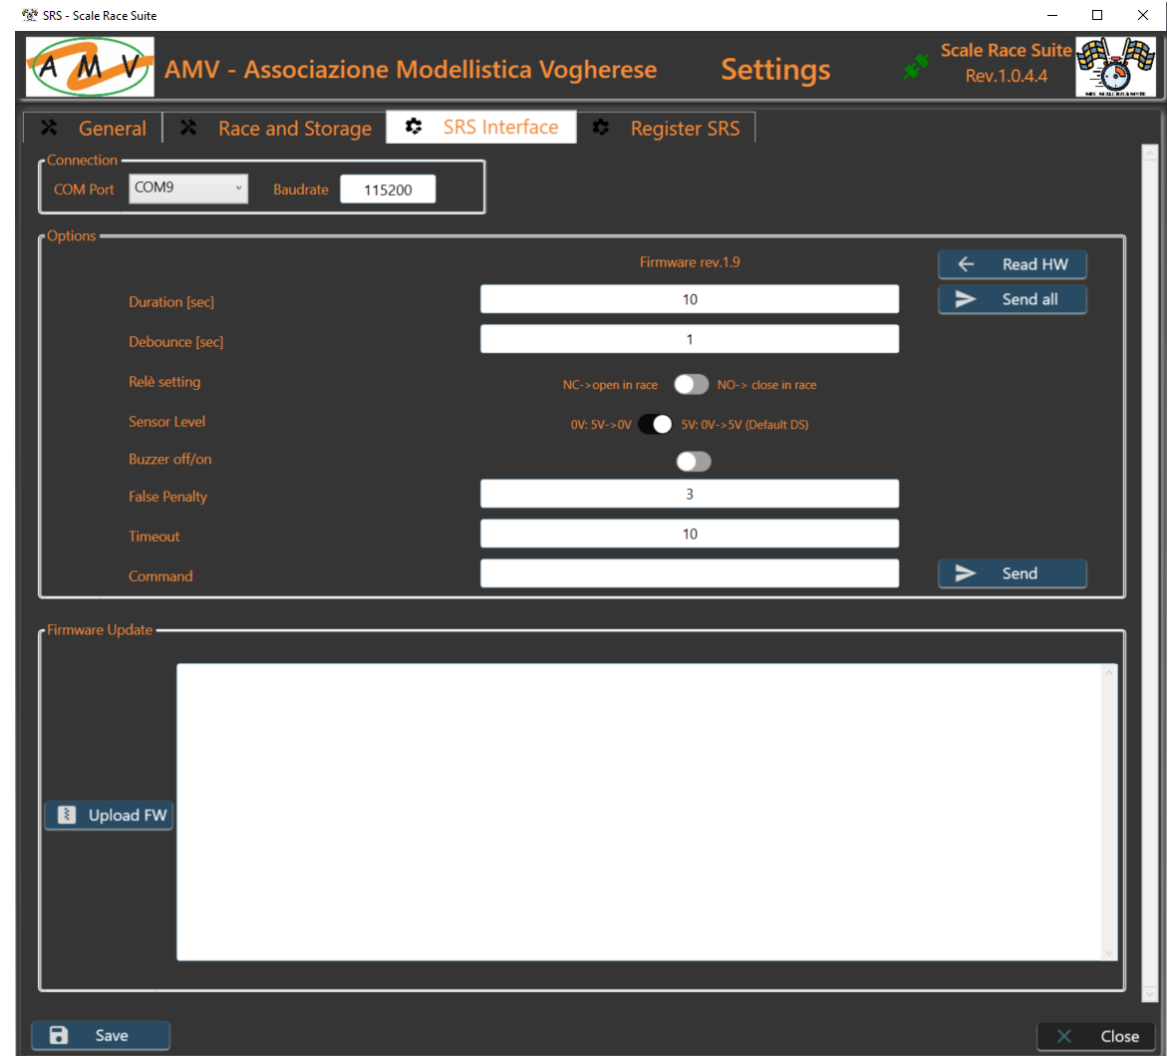 SRS - Scale Race Suite
AMV
AMV - Associazione Modellistica Vogherese
Settings
Scale Race Suite
Rev.1.0.4.4
General
Race and Storage
SRS Interface
Register SRS
Connection
COM Port COM9 Baudrate 115200
Options
Firmware rev.1.9
Read HW
Duration [sec] 10
Send all
Debounce [sec] 1
Relè setting NC->open in race NO-> close in race
Sensor Level 0V: 5V->0V 5V: 0V->5V (Default DS)
Buzzer off/on
False Penalty 3
Timeout 10
Command
Send
Firmware Update
Upload FW
Save
Close